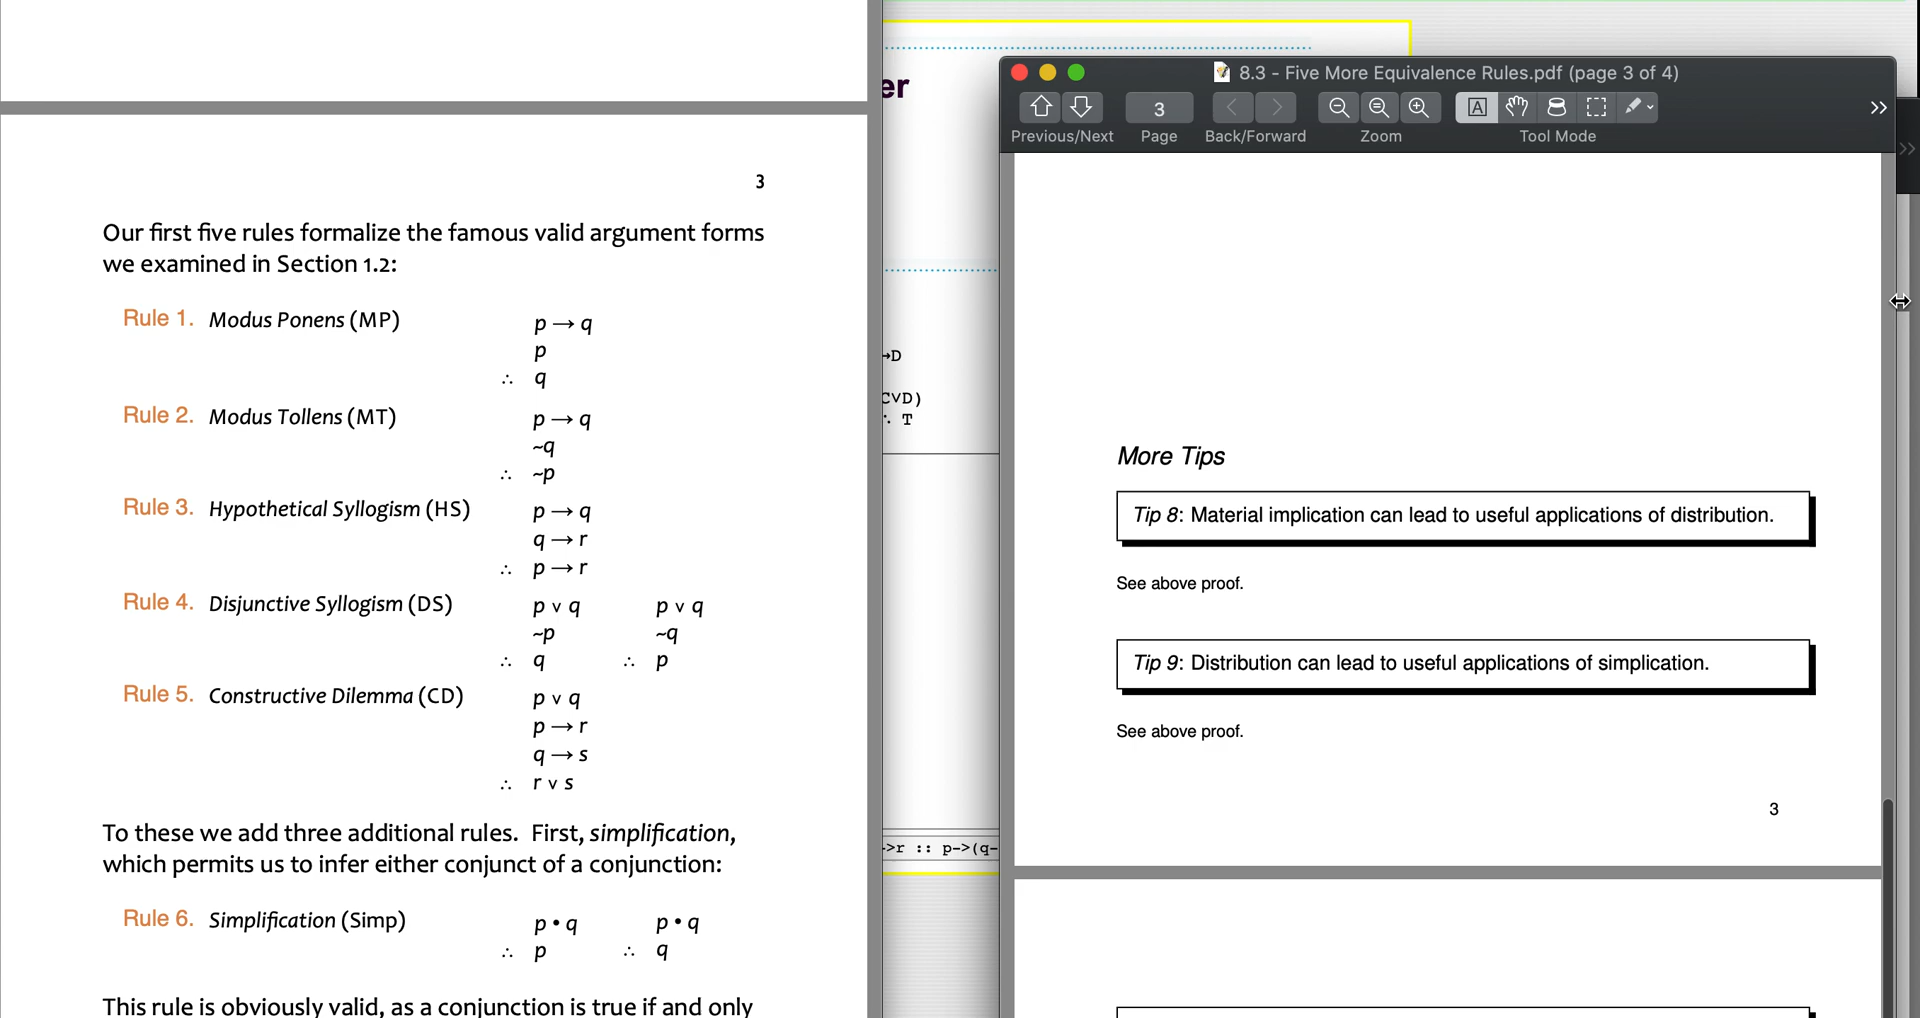 3
Our first five rules formalize the famous valid argument forms
we examined in Section 1.2:
Rule 1. Modus Ponens (MP) p → q
p
∴ q
Rule 2. Modus Tollens (MT) p → q
~q
∴ ~p
Rule 3. Hypothetical Syllogism (HS) p → q
q → r
∴ p → r
Rule 4. Disjunctive Syllogism (DS) p v q p v q
~p ~q
∴ q ∴ p
Rule 5. Constructive Dilemma (CD) p v q
p → r
q → s
∴ r v s
To these we add three additional rules. First, simplification,
which permits us to infer either conjunct of a conjunction:
Rule 6. Simplification (Simp) p • q p • q
∴ p ∴ q
This rule is obviously valid, as a conjunction is true if and only
er
→D
C∨D)
∴ T
->r :: p->(q-
8.3 - Five More Equivalence Rules.pdf (page 3 of 4)
3
Previous/Next Page Back/Forward Zoom Tool Mode
More Tips
Tip 8: Material implication can lead to useful applications of distribution.
See above proof.
Tip 9: Distribution can lead to useful applications of simplication.
See above proof.
3